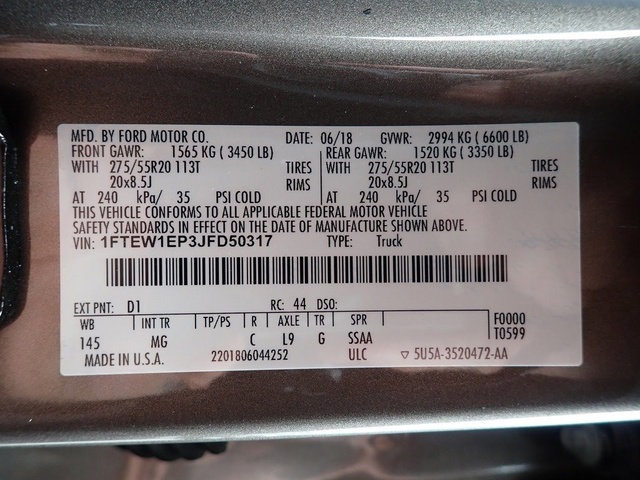 MFD. BY FORD MOTOR CO. DATE: 06/18 GVWR: 2994 KG ( 6600 LB)
FRONT GAWR: 1565 KG ( 3450 LB) REAR GAWR: 1520 KG ( 3350 LB)
WITH 275/55R20 113T TIRES WITH 275/55R20 113T TIRES
20x8.5J RIMS 20x8.5J RIMS
AT 240 kPa/ 35 PSI COLD AT 240 kPa/ 35 PSI COLD
THIS VEHICLE CONFORMS TO ALL APPLICABLE FEDERAL MOTOR VEHICLE
SAFETY STANDARDS IN EFFECT ON THE DATE OF MANUFACTURE SHOWN ABOVE.
VIN: 1FTEW1EP3JFD50317 TYPE: Truck
EXT PNT: D1 RC: 44 DSO:
WB INT TR TP/PS R AXLE TR SPR F0000
145 MG C L9 G SSAA T0599
MADE IN U.S.A. 2201806044252 ULC ▽ 5U5A-3520472-AA